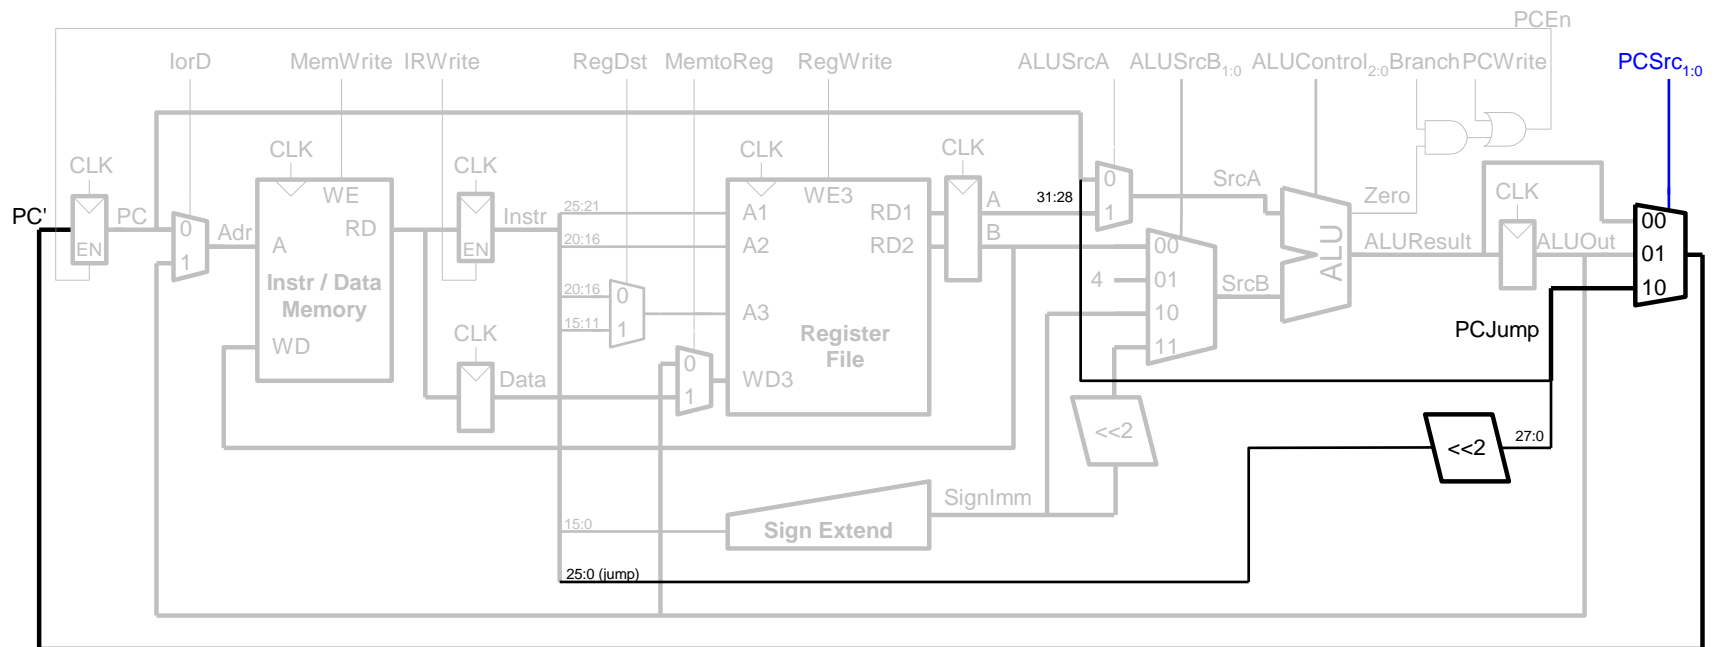 PCEn
IorD MemWrite IRWrite RegDst MemtoReg RegWrite ALUSrcA ALUSrcB1:0 ALUControl2:0 Branch PCWrite PCSrc1:0
CLK CLK CLK CLK CLK
PC' EN PC
0 1 Adr
WE RD A
Instr / Data
Memory
WD
EN Instr
CLK
Data
25:21
20:16
20:16 0
15:11 1
0
1
WE3
A1 RD1
A2 RD2
A3
Register
File
WD3
A
B
31:28
0
1
SrcA
00
4 01
10
11
SrcB
<<2
ALU
Zero
ALUResult
CLK
ALUOut
00
01
10
PCJump
<<2 27:0
SignImm
15:0 Sign Extend
25:0 (jump)